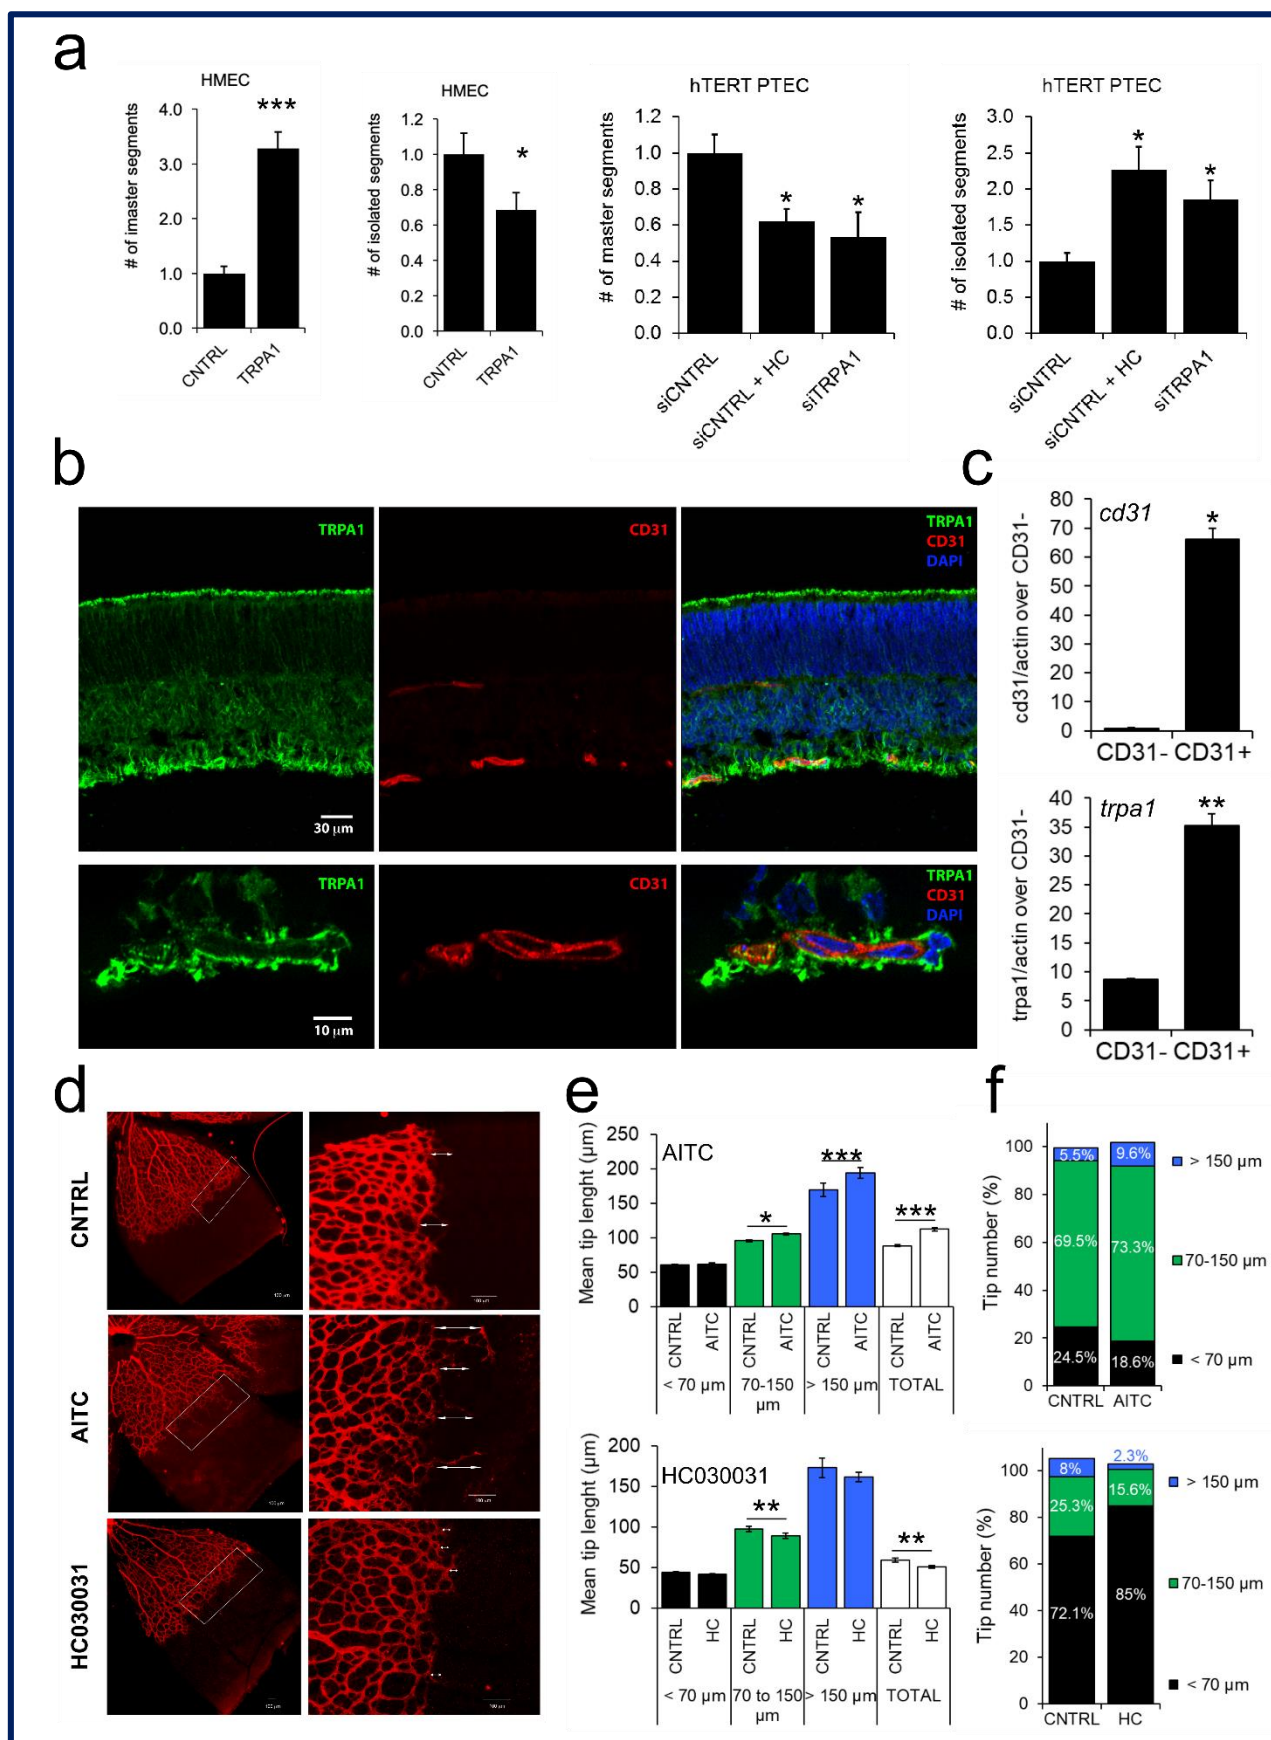 a
HMEC
# of imaster segments
4.0
3.0
2.0
1.0
0.0
***
CNTRL
TRPA1
HMEC
# of isolated segments
1.2
1.0
0.8
0.6
0.4
0.2
0.0
*
CNTRL
TRPA1
hTERT PTEC
# of master segments
1.2
1.0
0.8
0.6
0.4
0.2
0.0
*
*
siCNTRL
siCNTRL + HC
siTRPA1
hTERT PTEC
# of isolated segments
3.0
2.5
2.0
1.5
1.0
0.5
0.0
*
*
siCNTRL
siCNTRL + HC
siTRPA1
b
TRPA1
30 µm
CD31
TRPA1
CD31
DAPI
TRPA1
10 µm
CD31
TRPA1
CD31
DAPI
c
cd31
cd31/actin over CD31-
80
70
60
50
40
30
20
10
0
*
CD31- CD31+
trpa1
trpa1/actin over CD31-
40
35
30
25
20
15
10
5
0
**
CD31- CD31+
d
CNTRL
100 µm
100 µm
AITC
100 µm
100 µm
HC030031
100 µm
100 µm
e
AITC
Mean tip lenght (µm)
250
200
150
100
50
0
*
***
***
CNTRL
AITC
CNTRL
AITC
CNTRL
AITC
CNTRL
AITC
< 70 µm
70-150 µm
> 150 µm
TOTAL
HC030031
Mean tip lenght (µm)
200
150
100
50
0
**
**
CNTRL
HC
CNTRL
HC
CNTRL
HC
CNTRL
HC
< 70 µm
70 to 150 µm
> 150 µm
TOTAL
f
Tip number (%)
100
80
60
40
20
0
5.5%
69.5%
24.5%
9.6%
73.3%
18.6%
CNTRL AITC
> 150 µm
70-150 µm
< 70 µm
Tip number (%)
100
80
60
40
20
0
8%
25.3%
72.1%
2.3%
15.6%
85%
CNTRL HC
> 150 µm
70-150 µm
< 70 µm